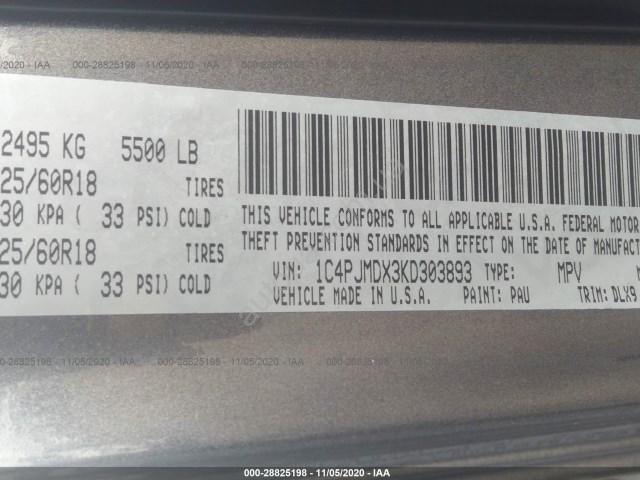 000-28825198 - 11/05/2020 - IAA
2495 KG 5500 LB
25/60R18 TIRES
30 KPA ( 33 PSI) COLD
25/60R18 TIRES
30 KPA ( 33 PSI) COLD
THIS VEHICLE CONFORMS TO ALL APPLICABLE U.S.A. FEDERAL MOTOR
THEFT PREVENTION STANDARDS IN EFFECT ON THE DATE OF MANUFACT
VIN: 1C4PJMDX3KD303893 TYPE: MPV
VEHICLE MADE IN U.S.A. PAINT: PAU TRIM: DLX9
000-28825198 - 11/05/2020 - IAA
000-28825198 - 11/05/2020 - IAA